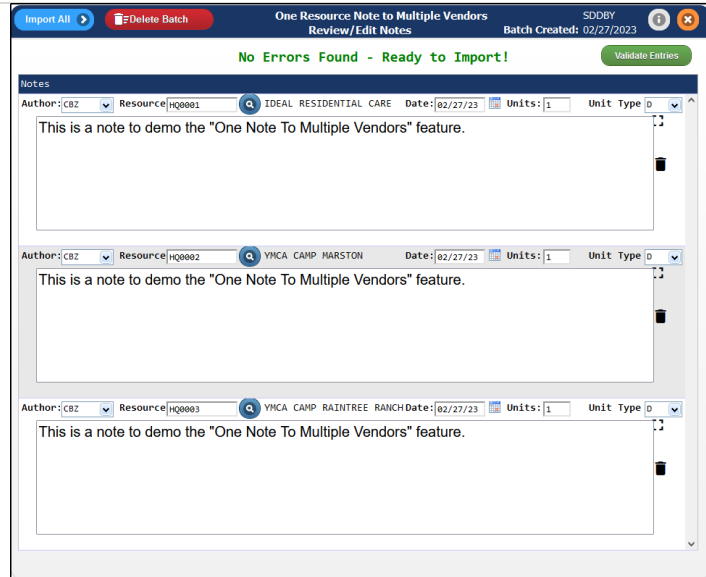 Import All Delete Batch One Resource Note to Multiple Vendors SDDBY
Review/Edit Notes Batch Created: 02/27/2023
No Errors Found - Ready to Import! Validate Entries
Notes
Author: CBZ Resource HQ0001 IDEAL RESIDENTIAL CARE Date: 02/27/23 Units: 1 Unit Type D
This is a note to demo the "One Note To Multiple Vendors" feature.
Author: CBZ Resource HQ0002 YMCA CAMP MARSTON Date: 02/27/23 Units: 1 Unit Type D
This is a note to demo the "One Note To Multiple Vendors" feature.
Author: CBZ Resource HQ0003 YMCA CAMP RAINTREE RANCH Date: 02/27/23 Units: 1 Unit Type D
This is a note to demo the "One Note To Multiple Vendors" feature.